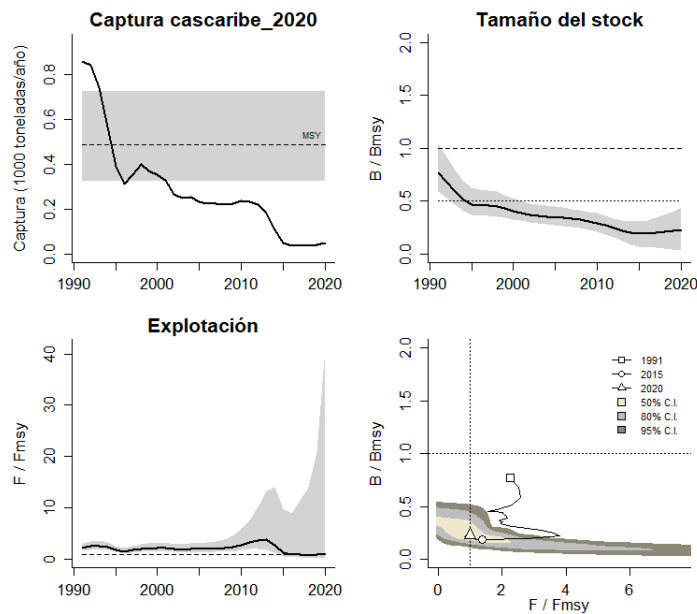 Captura cascaribe_2020
Captura (1000 toneladas/año)
0.0 0.2 0.4 0.6 0.8
MSY
1990 2000 2010 2020
Tamaño del stock
B / Bmsy
0.0 0.5 1.0 1.5 2.0
1990 2000 2010 2020
Explotación
F / Fmsy
0 10 20 30 40
1990 2000 2010 2020
B / Bmsy
0.0 0.5 1.0 1.5 2.0
1991
2015
2020
50% C.I.
80% C.I.
95% C.I.
0 2 4 6
F / Fmsy